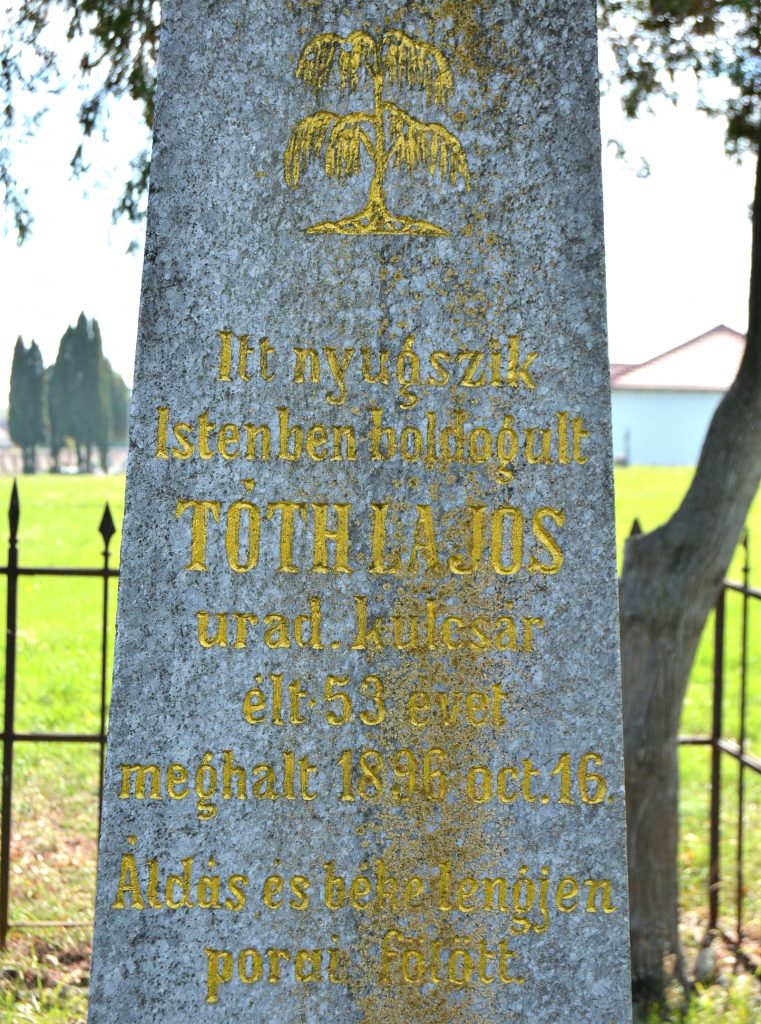 Itt nyugszik
Istenben boldogult
TÓTH LAJOS
urad. kulcsár
élt 53 evet
meghalt 1896 oct. 16.
Áldás és béke lengjen
porai fölött.